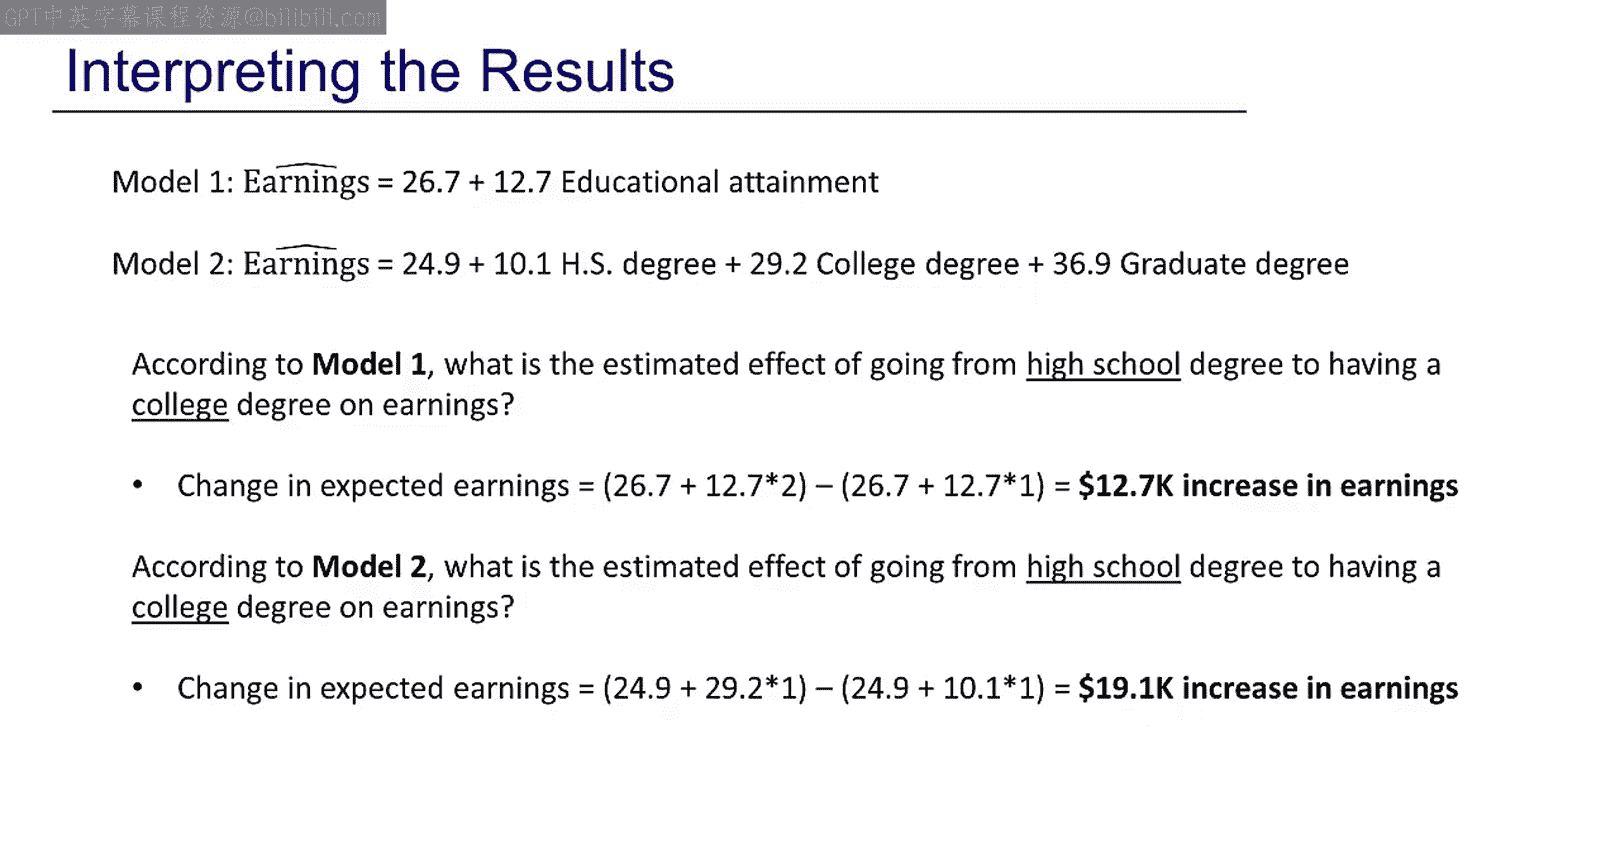 GPT中英字幕课程资源@bilibili.com
Interpreting the Results
Model 1: Earnings = 26.7 + 12.7 Educational attainment
Model 2: Earnings = 24.9 + 10.1 H.S. degree + 29.2 College degree + 36.9 Graduate degree
According to Model 1, what is the estimated effect of going from high school degree to having a
college degree on earnings?
• Change in expected earnings = (26.7 + 12.7*2) – (26.7 + 12.7*1) = $12.7K increase in earnings
According to Model 2, what is the estimated effect of going from high school degree to having a
college degree on earnings?
• Change in expected earnings = (24.9 + 29.2*1) – (24.9 + 10.1*1) = $19.1K increase in earnings